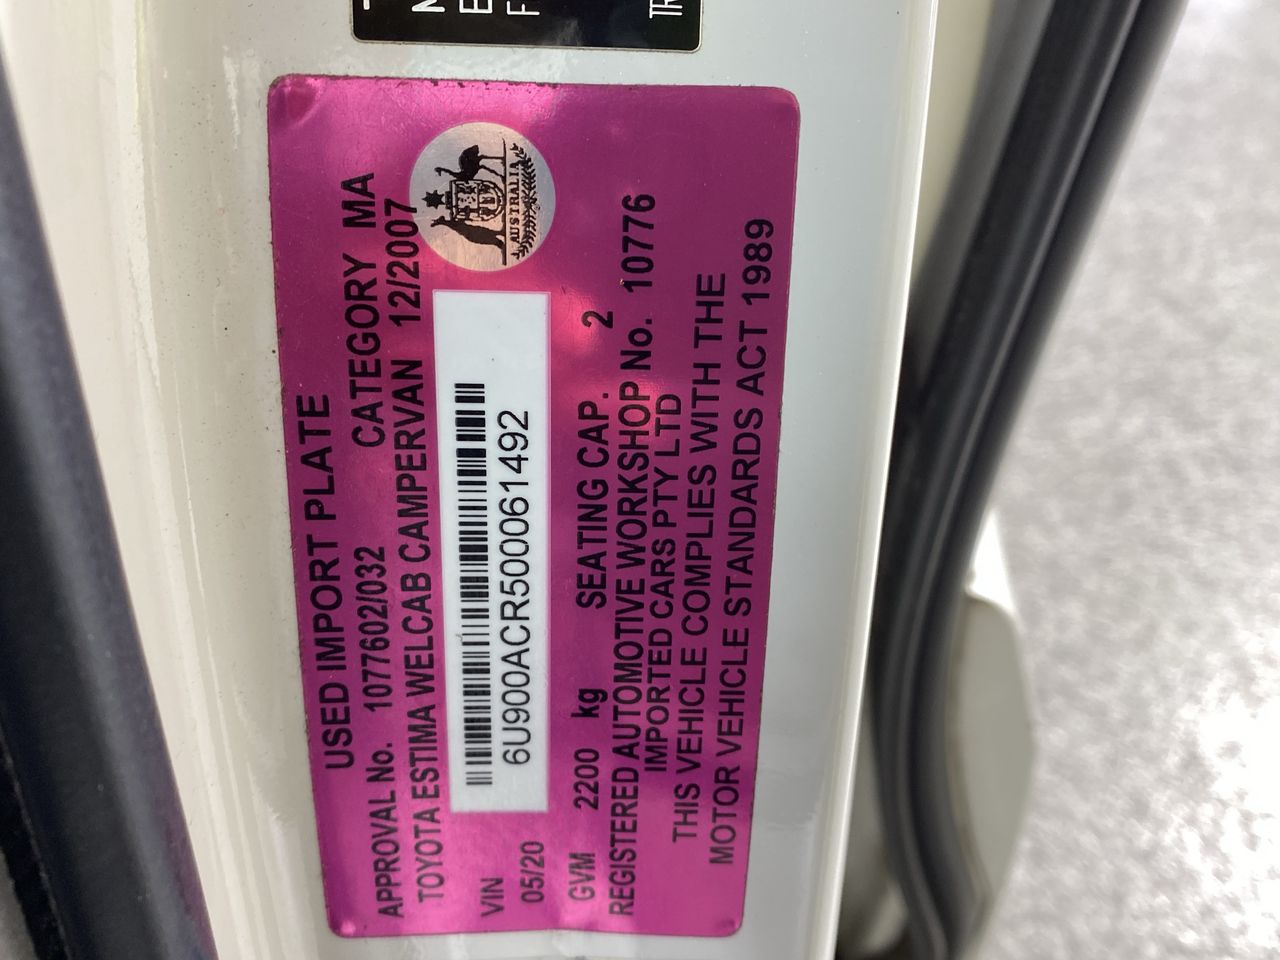 USED IMPORT PLATE
APPROVAL No. 1077602/032 CATEGORY MA
TOYOTA ESTIMA WELCAB CAMPERVAN 12/2007
AUSTRALIA
VIN
6U900ACR500061492
05/20
GVM 2200 kg SEATING CAP. 2
REGISTERED AUTOMOTIVE WORKSHOP No. 10776
IMPORTED CARS PTY LTD
THIS VEHICLE COMPLIES WITH THE
MOTOR VEHICLE STANDARDS ACT 1989